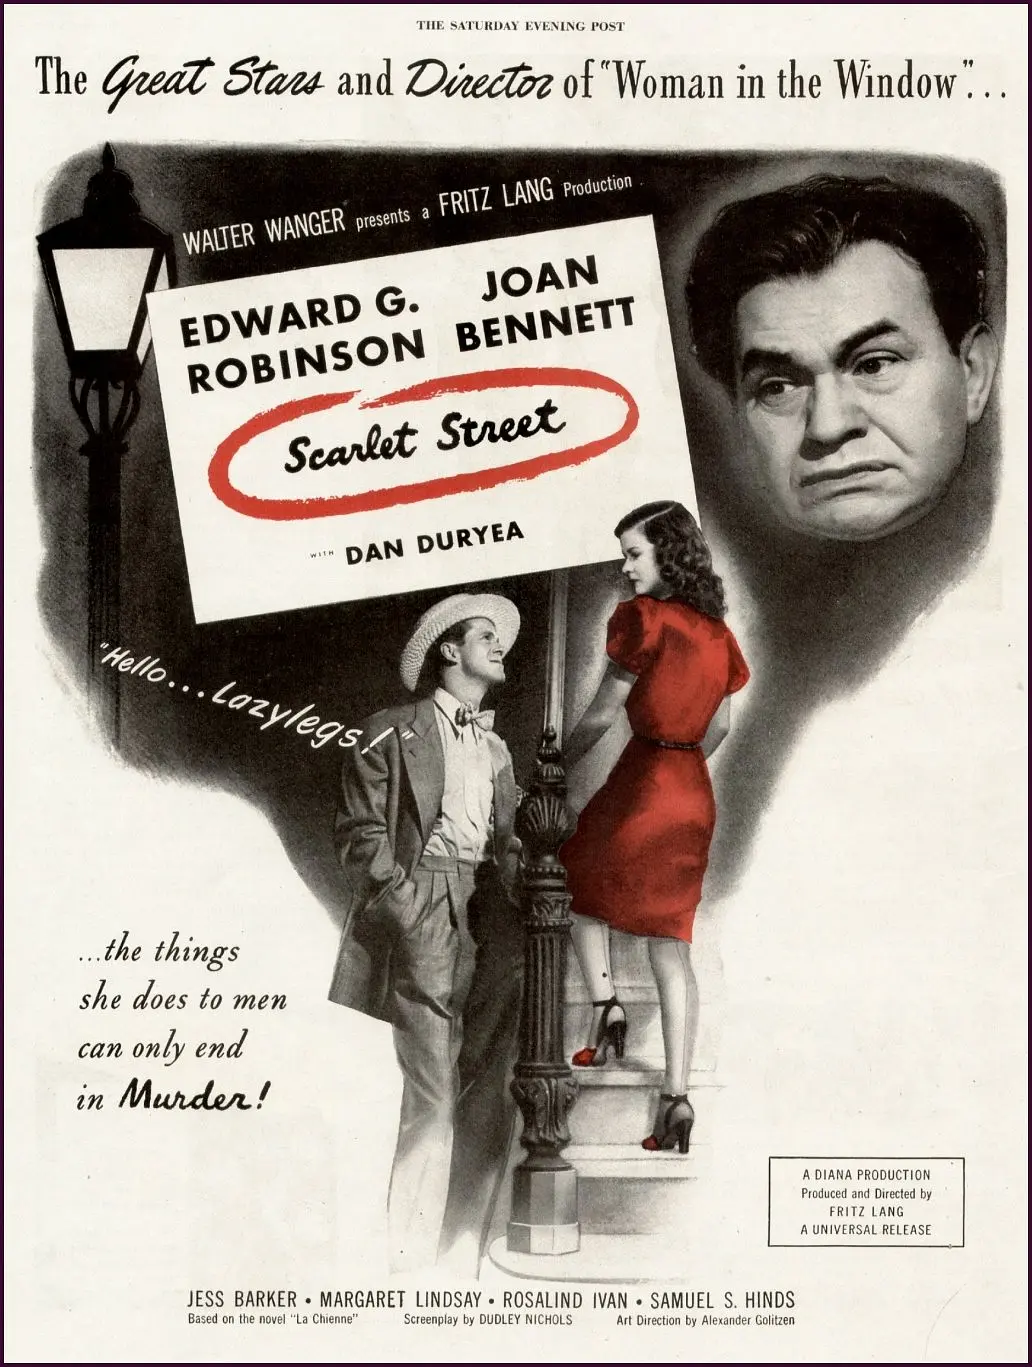 THE SATURDAY EVENING POST
The Great Stars and Director of "Woman in the Window"...
WALTER WANGER presents a FRITZ LANG Production
EDWARD G. ROBINSON
JOAN BENNETT
Scarlet Street
WITH DAN DURYEA
"Hello... Lazylegs!"
...the things
she does to men
can only end
in Murder!
A DIANA PRODUCTION
Produced and Directed by
FRITZ LANG
A UNIVERSAL RELEASE
JESS BARKER • MARGARET LINDSAY • ROSALIND IVAN • SAMUEL S. HINDS
Based on the novel "La Chienne" Screenplay by DUDLEY NICHOLS Art Direction by Alexander Golitzen